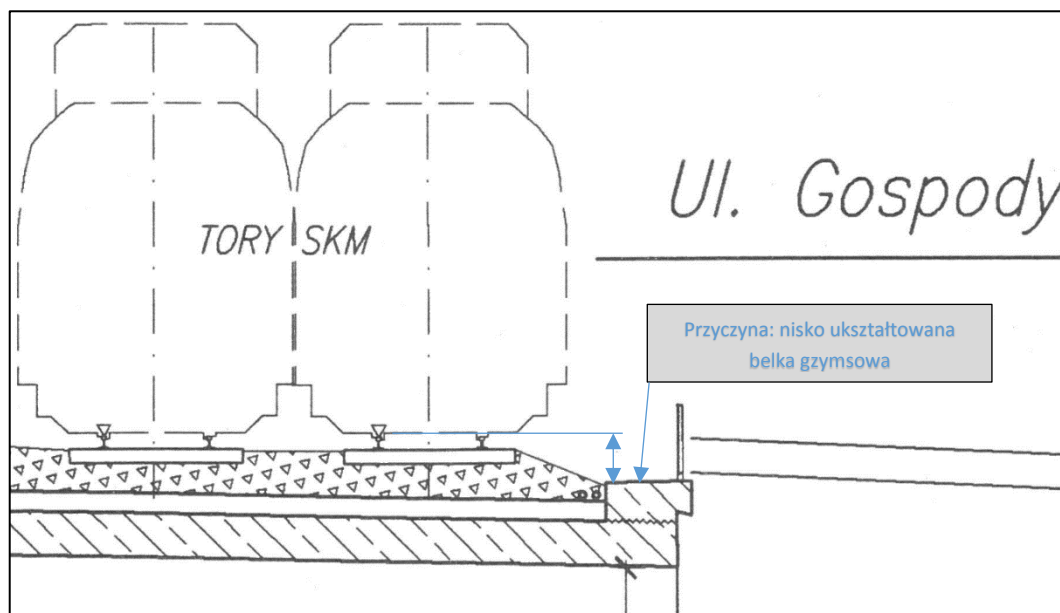 Ul. Gospody
TORY SKM
Przyczyna: nisko ukształtowana
belka gzymsowa